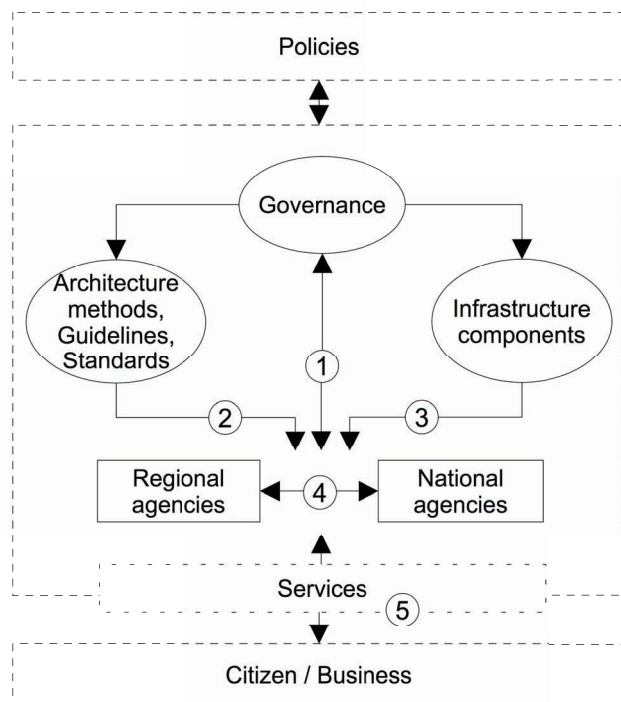 Policies
Governance
Architecture
methods,
Guidelines,
Standards
Infrastructure
components
1
2
3
Regional
agencies
4
National
agencies
Services
5
Citizen / Business